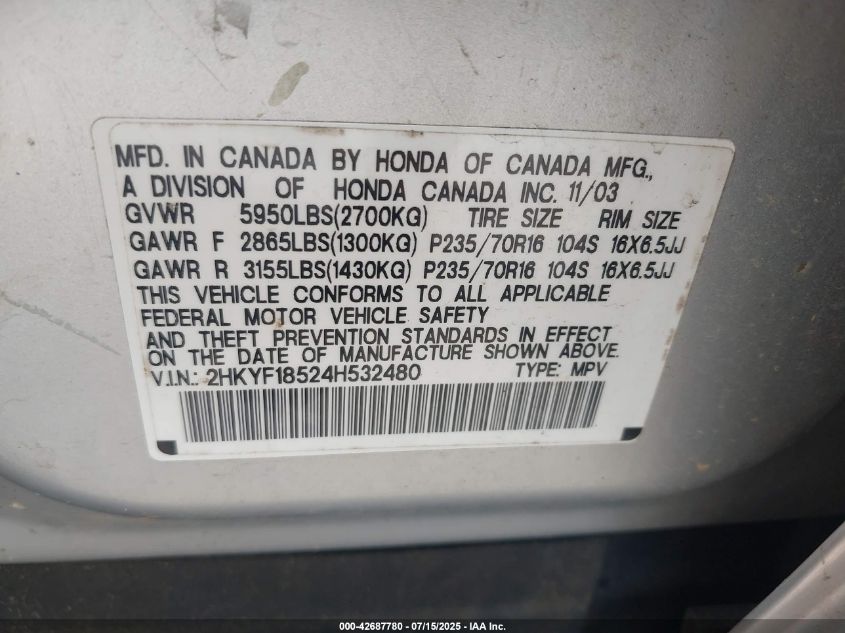 MFD. IN CANADA BY HONDA OF CANADA MFG.,
A DIVISION OF HONDA CANADA INC. 11/03
GVWR 5950LBS(2700KG) TIRE SIZE RIM SIZE
GAWR F 2865LBS(1300KG) P235/70R16 104S 16X6.5JJ
GAWR R 3155LBS(1430KG) P235/70R16 104S 16X6.5JJ
THIS VEHICLE CONFORMS TO ALL APPLICABLE
FEDERAL MOTOR VEHICLE SAFETY
AND THEFT PREVENTION STANDARDS IN EFFECT
ON THE DATE OF MANUFACTURE SHOWN ABOVE.
V.I.N.: 2HKYF18524H532480 TYPE: MPV
000-42687780 - 07/15/2025 - IAA Inc.